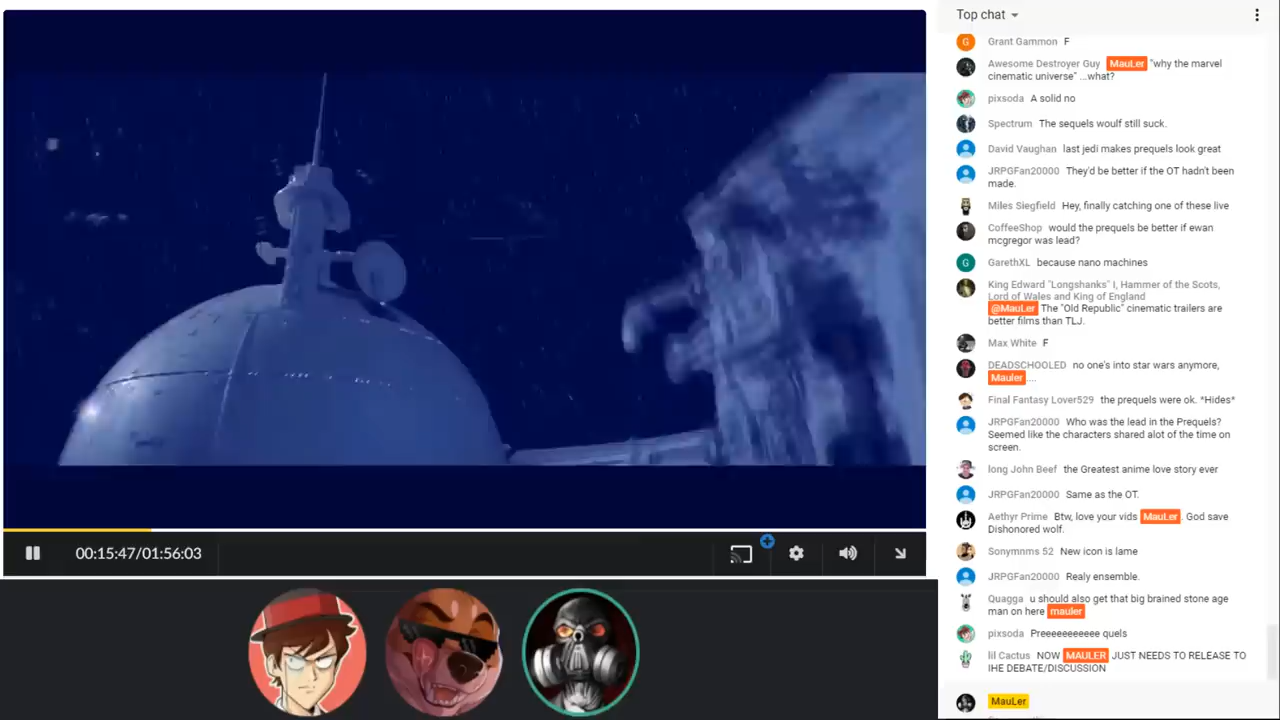 Top chat
G Grant Gammon F
Awesome Destroyer Guy MauLer "why the marvel
cinematic universe" ...what?
pixsoda A solid no
Spectrum The sequels woulf still suck.
David Vaughan last jedi makes prequels look great
JRPGFan20000 They'd be better if the OT hadn't been
made.
Miles Siegfield Hey, finally catching one of these live
CoffeeShop would the prequels be better if ewan
mcgregor was lead?
G GarethXL because nano machines
King Edward "Longshanks" I, Hammer of the Scots,
Lord of Wales and King of England
@MauLer The "Old Republic" cinematic trailers are
better films than TLJ.
Max White F
DEADSCHOOLED no one's into star wars anymore,
Mauler ....
Final Fantasy Lover529 the prequels were ok. *Hides*
JRPGFan20000 Who was the lead in the Prequels?
Seemed like the characters shared alot of the time on
screen.
long John Beef the Greatest anime love story ever
JRPGFan20000 Same as the OT.
Aethyr Prime Btw, love your vids MauLer . God save
Dishonored wolf.
Sonymnms 52 New icon is lame
JRPGFan20000 Realy ensemble.
Quagga u should also get that big brained stone age
man on here mauler
pixsoda Preeeeeeeeeee quels
lil Cactus NOW MAULER JUST NEEDS TO RELEASE TO
IHE DEBATE/DISCUSSION
MauLer
00:15:47/01:56:03